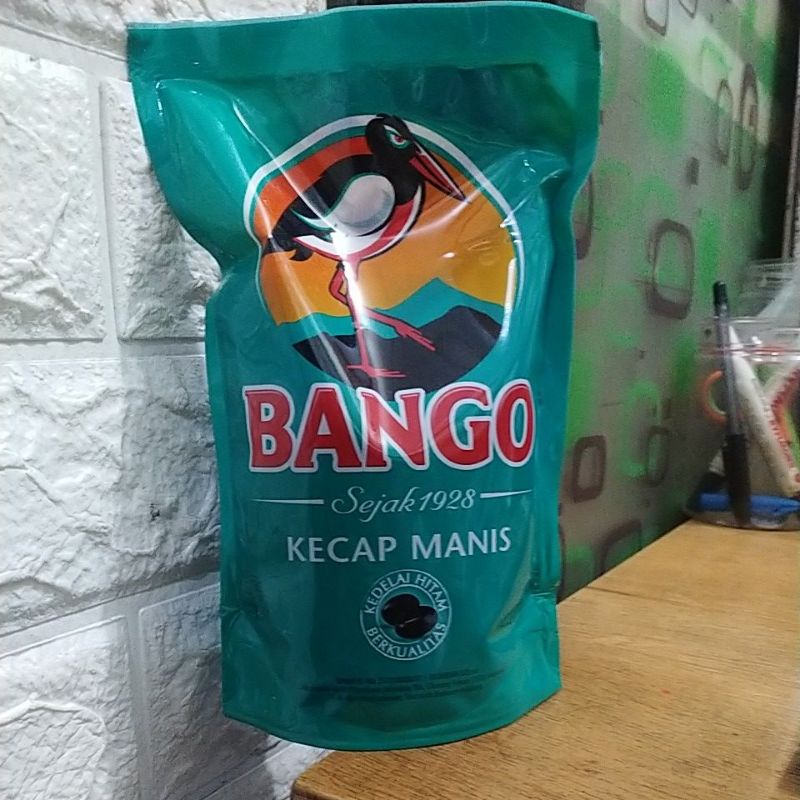 BANGO
Sejak 1928
KECAP MANIS
KEDELAI HITAM
BERKUALITAS